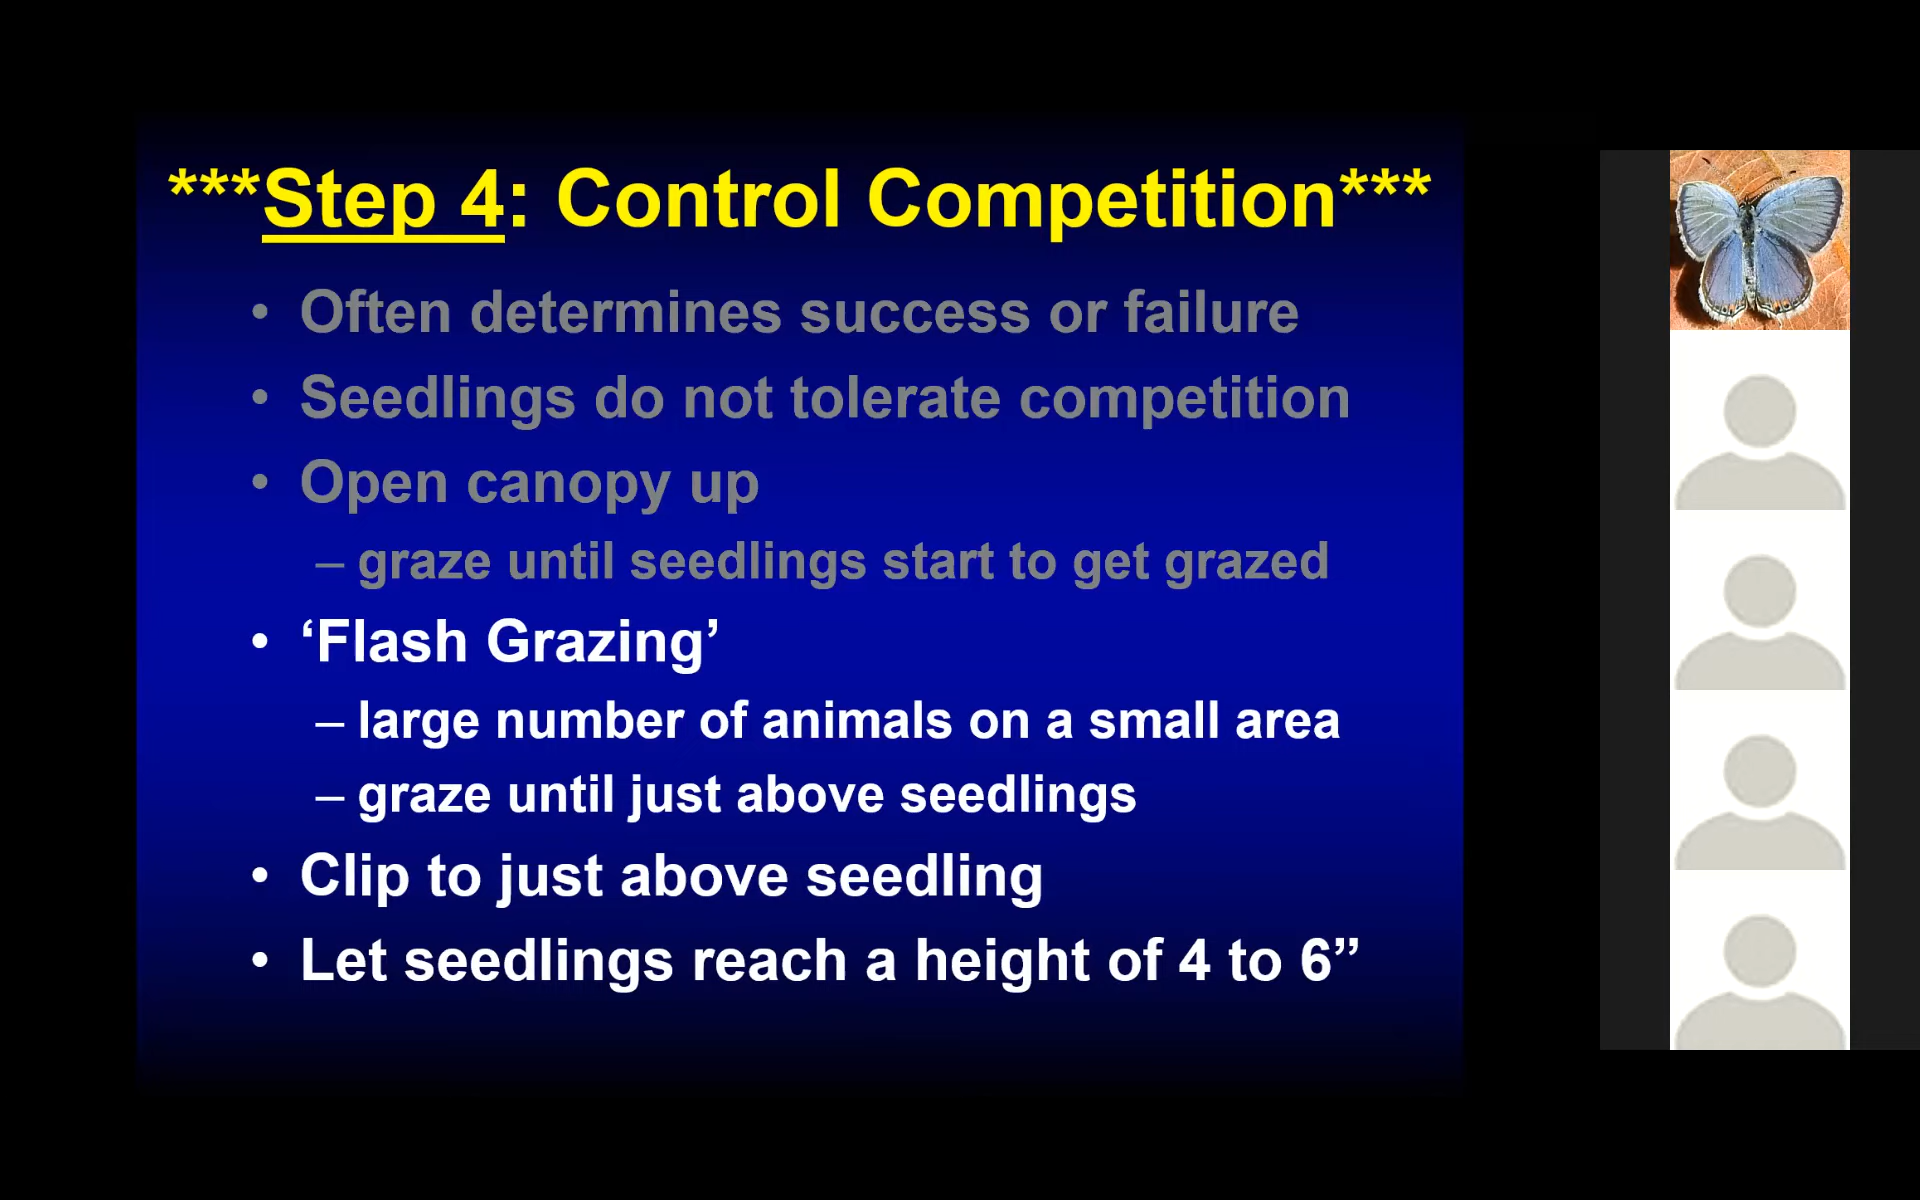 ***Step 4: Control Competition***
• Often determines success or failure
• Seedlings do not tolerate competition
• Open canopy up
– graze until seedlings start to get grazed
• ‘Flash Grazing’
– large number of animals on a small area
– graze until just above seedlings
• Clip to just above seedling
• Let seedlings reach a height of 4 to 6”